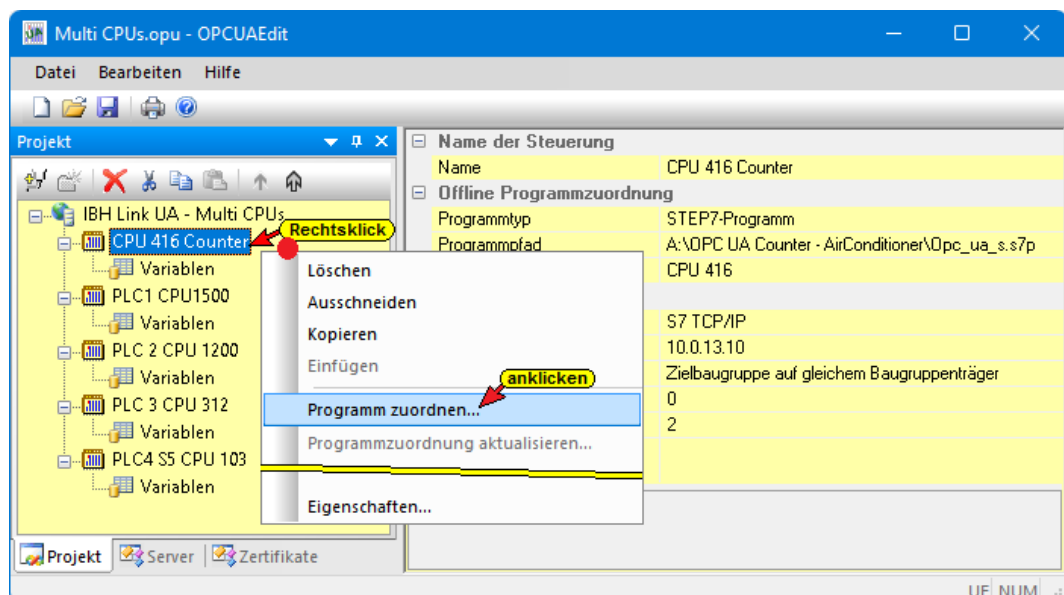 Multi CPUs.opu - OPCUAEdit
Datei Bearbeiten Hilfe
Projekt
IBH Link UA - Multi CPUs
Rechtsklick
CPU 416 Counter
Variablen
PLC1 CPU1500
Variablen
PLC 2 CPU 1200
Variablen
PLC 3 CPU 312
Variablen
PLC4 S5 CPU 103
Variablen
Projekt Server Zertifikate
Löschen
Ausschneiden
Kopieren
Einfügen
anklicken
Programm zuordnen...
Programmzuordnung aktualisieren...
Eigenschaften...
Name der Steuerung
Name CPU 416 Counter
Offline Programmzuordnung
Programmtyp STEP7-Programm
Programmpfad A:\OPC UA Counter - AirConditioner\Opc_ua_s.s7p
CPU 416
S7 TCP/IP
10.0.13.10
Zielbaugruppe auf gleichem Baugruppenträger
0
2
UF NUM